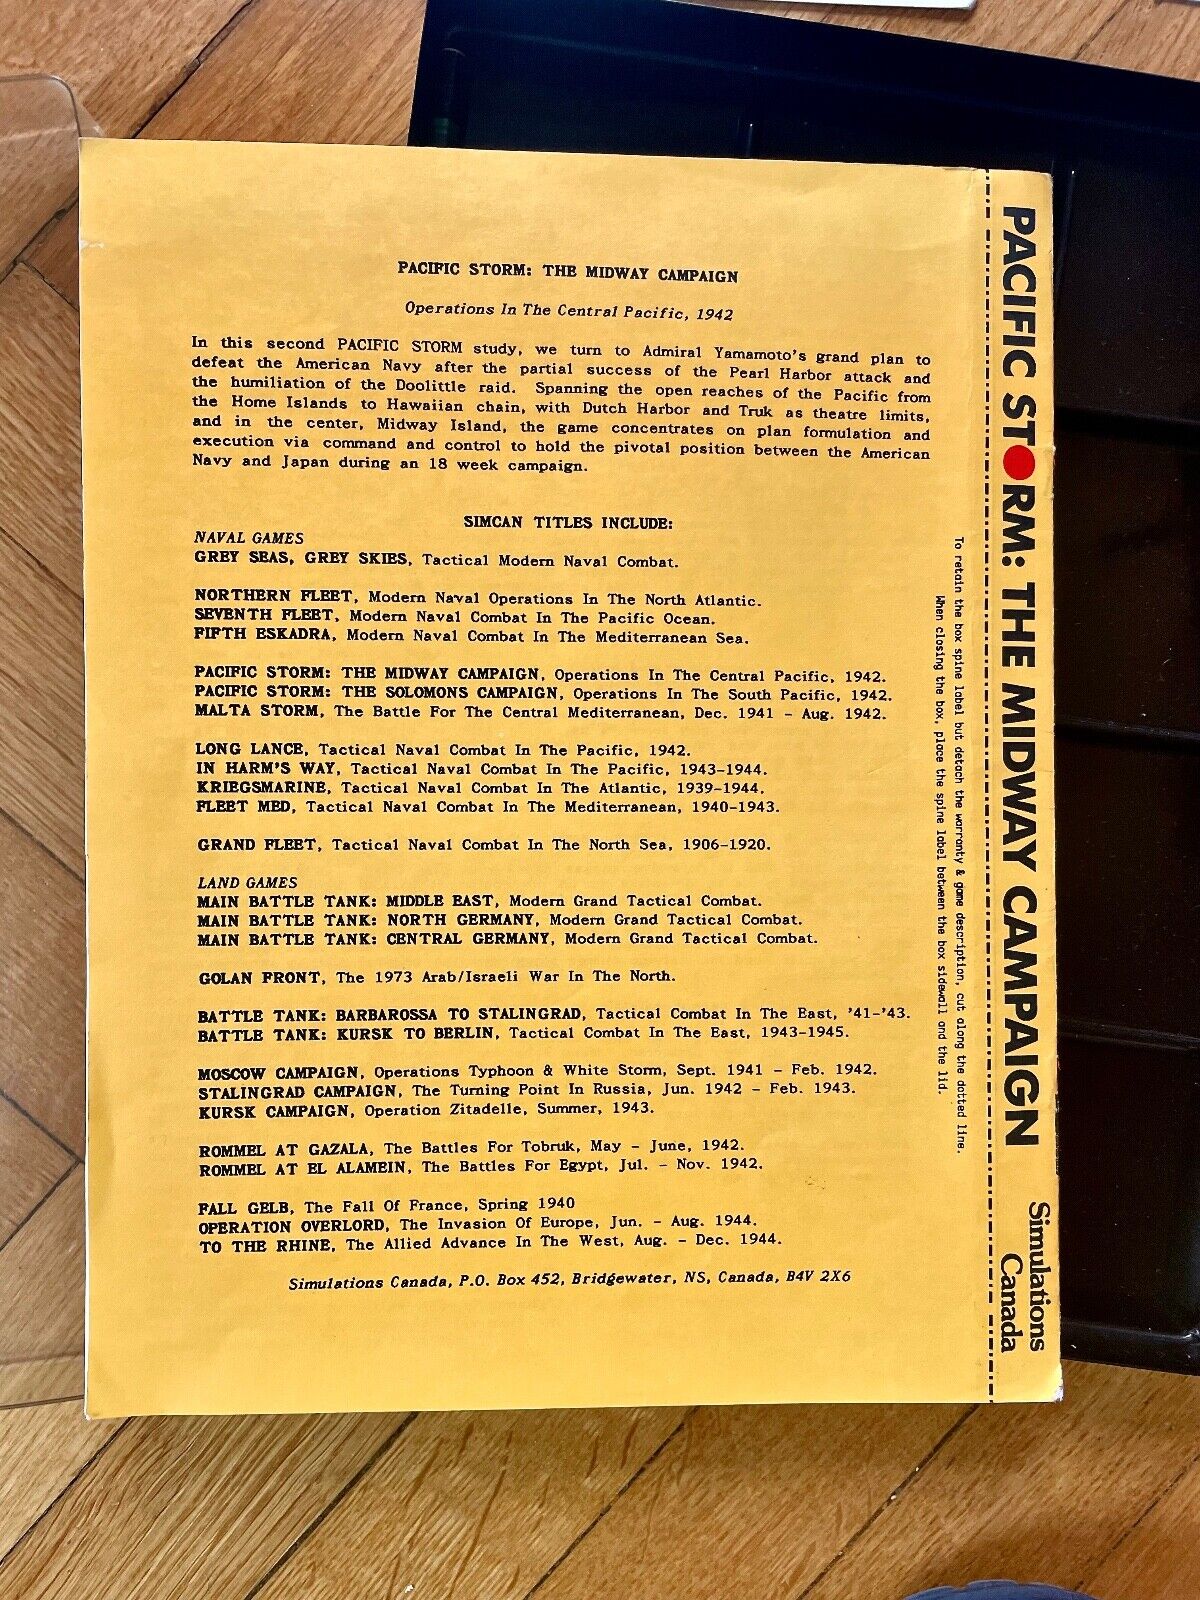 PACIFIC STORM: THE MIDWAY CAMPAIGN
Operations In The Central Pacific, 1942
In this second PACIFIC STORM study, we turn to Admiral Yamamoto's grand plan to
defeat the American Navy after the partial success of the Pearl Harbor attack and
the humiliation of the Doolittle raid. Spanning the open reaches of the Pacific from
the Home Islands to Hawaiian chain, with Dutch Harbor and Truk as theatre limits,
and in the center, Midway Island, the game concentrates on plan formulation and
execution via command and control to hold the pivotal position between the American
Navy and Japan during an 18 week campaign.
SIMCAN TITLES INCLUDE:
NAVAL GAMES
GREY SEAS, GREY SKIES, Tactical Modern Naval Combat.
NORTHERN FLEET, Modern Naval Operations In The North Atlantic.
SEVENTH FLEET, Modern Naval Combat In The Pacific Ocean.
FIFTH ESKADRA, Modern Naval Combat In The Mediterranean Sea.
PACIFIC STORM: THE MIDWAY CAMPAIGN, Operations In The Central Pacific, 1942.
PACIFIC STORM: THE SOLOMONS CAMPAIGN, Operations In The South Pacific, 1942.
MALTA STORM, The Battle For The Central Mediterranean, Dec. 1941 - Aug. 1942.
LONG LANCE, Tactical Naval Combat In The Pacific, 1942.
IN HARM'S WAY, Tactical Naval Combat In The Pacific, 1943-1944.
KRIEGSMARINE, Tactical Naval Combat In The Atlantic, 1939-1944.
FLEET MED, Tactical Naval Combat In The Mediterranean, 1940-1943.
GRAND FLEET, Tactical Naval Combat In The North Sea, 1906-1920.
LAND GAMES
MAIN BATTLE TANK: MIDDLE EAST, Modern Grand Tactical Combat.
MAIN BATTLE TANK: NORTH GERMANY, Modern Grand Tactical Combat.
MAIN BATTLE TANK: CENTRAL GERMANY, Modern Grand Tactical Combat.
GOLAN FRONT, The 1973 Arab/Israeli War In The North.
BATTLE TANK: BARBAROSSA TO STALINGRAD, Tactical Combat In The East, '41-'43.
BATTLE TANK: KURSK TO BERLIN, Tactical Combat In The East, 1943-1945.
MOSCOW CAMPAIGN, Operations Typhoon & White Storm, Sept. 1941 - Feb. 1942.
STALINGRAD CAMPAIGN, The Turning Point In Russia, Jun. 1942 - Feb. 1943.
KURSK CAMPAIGN, Operation Zitadelle, Summer, 1943.
ROMMEL AT GAZALA, The Battles For Tobruk, May - June, 1942.
ROMMEL AT EL ALAMEIN, The Battles For Egypt, Jul. - Nov. 1942.
FALL GELB, The Fall Of France, Spring 1940
OPERATION OVERLORD, The Invasion Of Europe, Jun. - Aug. 1944.
TO THE RHINE, The Allied Advance In The West, Aug. - Dec. 1944.
Simulations Canada, P.O. Box 452, Bridgewater, NS, Canada, B4V 2X6
To retain the box spine label but detach the warranty & game description, cut along the dotted line.
When closing the box, place the spine label between the box sidewall and the lid.
PACIFIC STORM: THE MIDWAY CAMPAIGN
Simulations
Canada